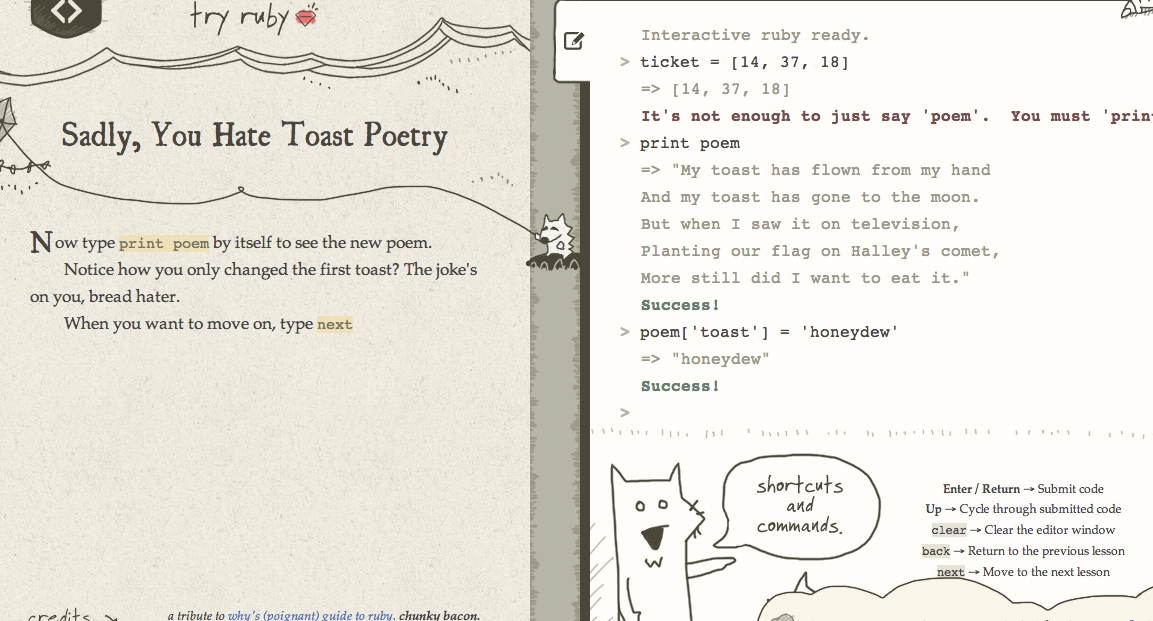 try ruby
Sadly, You Hate Toast Poetry
Now type print poem by itself to see the new poem.
Notice how you only changed the first toast? The joke's
on you, bread hater.
When you want to move on, type next
credits
a tribute to why's (poignant) guide to ruby. chunky bacon.
Interactive ruby ready.
> ticket = [14, 37, 18]
=> [14, 37, 18]
It's not enough to just say 'poem'. You must 'prin
> print poem
=> "My toast has flown from my hand
And my toast has gone to the moon.
But when I saw it on television,
Planting our flag on Halley's comet,
More still did I want to eat it."
Success!
> poem['toast'] = 'honeydew'
=> "honeydew"
Success!
>
shortcuts
and
commands.
Enter / Return → Submit code
Up → Cycle through submitted code
clear → Clear the editor window
back → Return to the previous lesson
next → Move to the next lesson